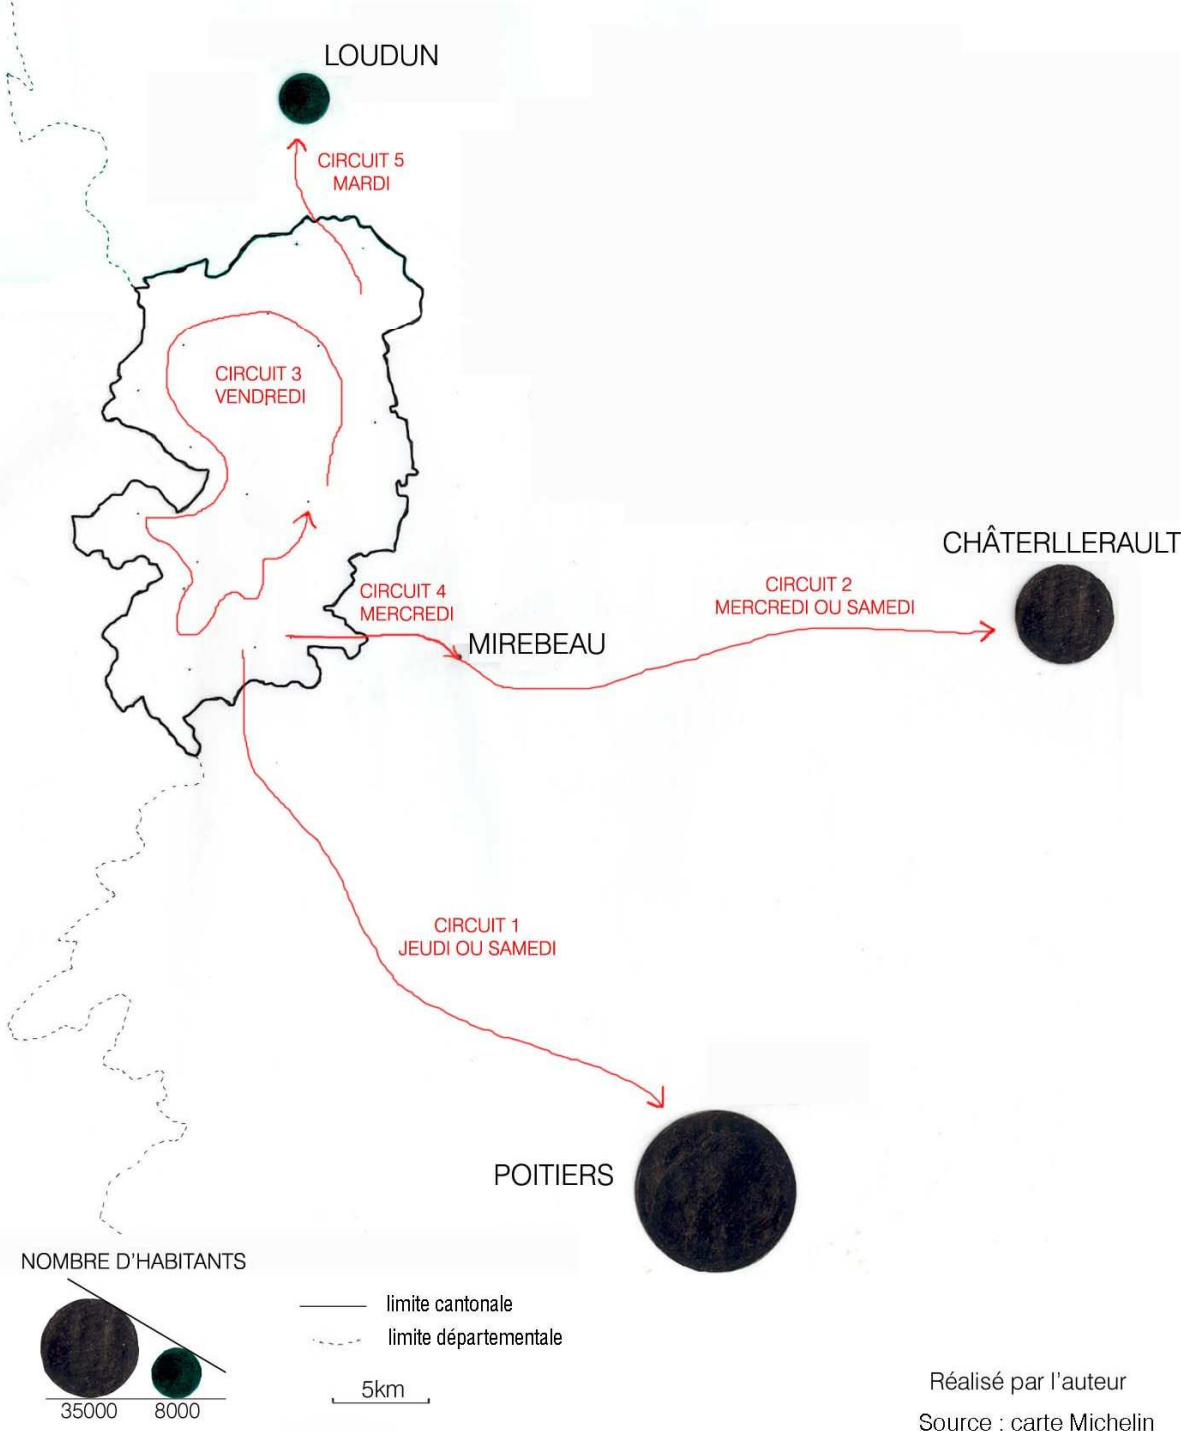 LOUDUN
CIRCUIT 5
MARDI
CIRCUIT 3
VENDREDI
CHÂTERLLERAULT
CIRCUIT 4
MERCREDI
CIRCUIT 2
MERCREDI OU SAMEDI
MIREBEAU
CIRCUIT 1
JEUDI OU SAMEDI
POITIERS
NOMBRE D'HABITANTS
35000
8000
limite cantonale
limite départementale
5km
Réalisé par l'auteur
Source : carte Michelin